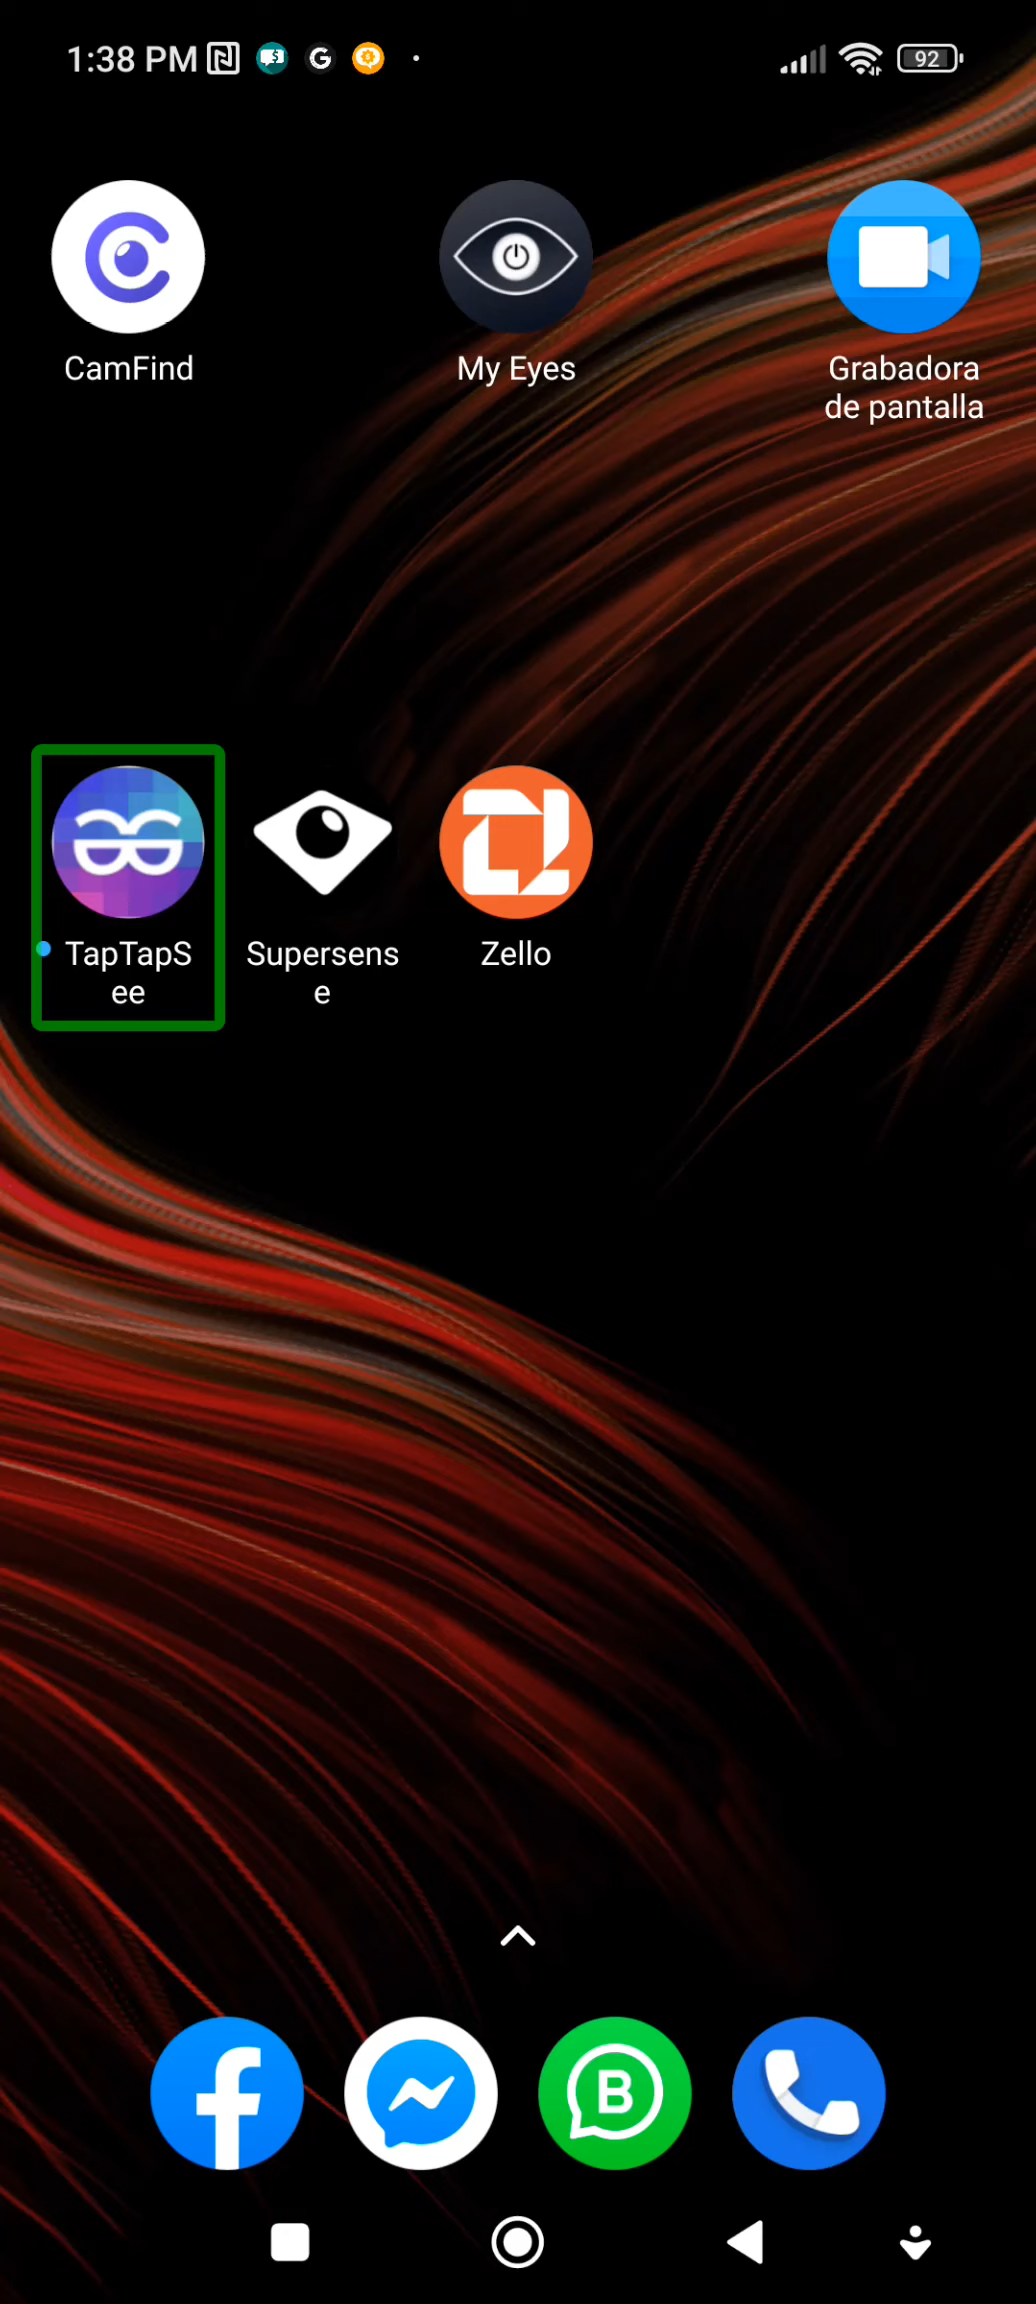 1:38 PM
92
CamFind
My Eyes
Grabadora
de pantalla
TapTapS
ee
Supersens
e
Zello
B